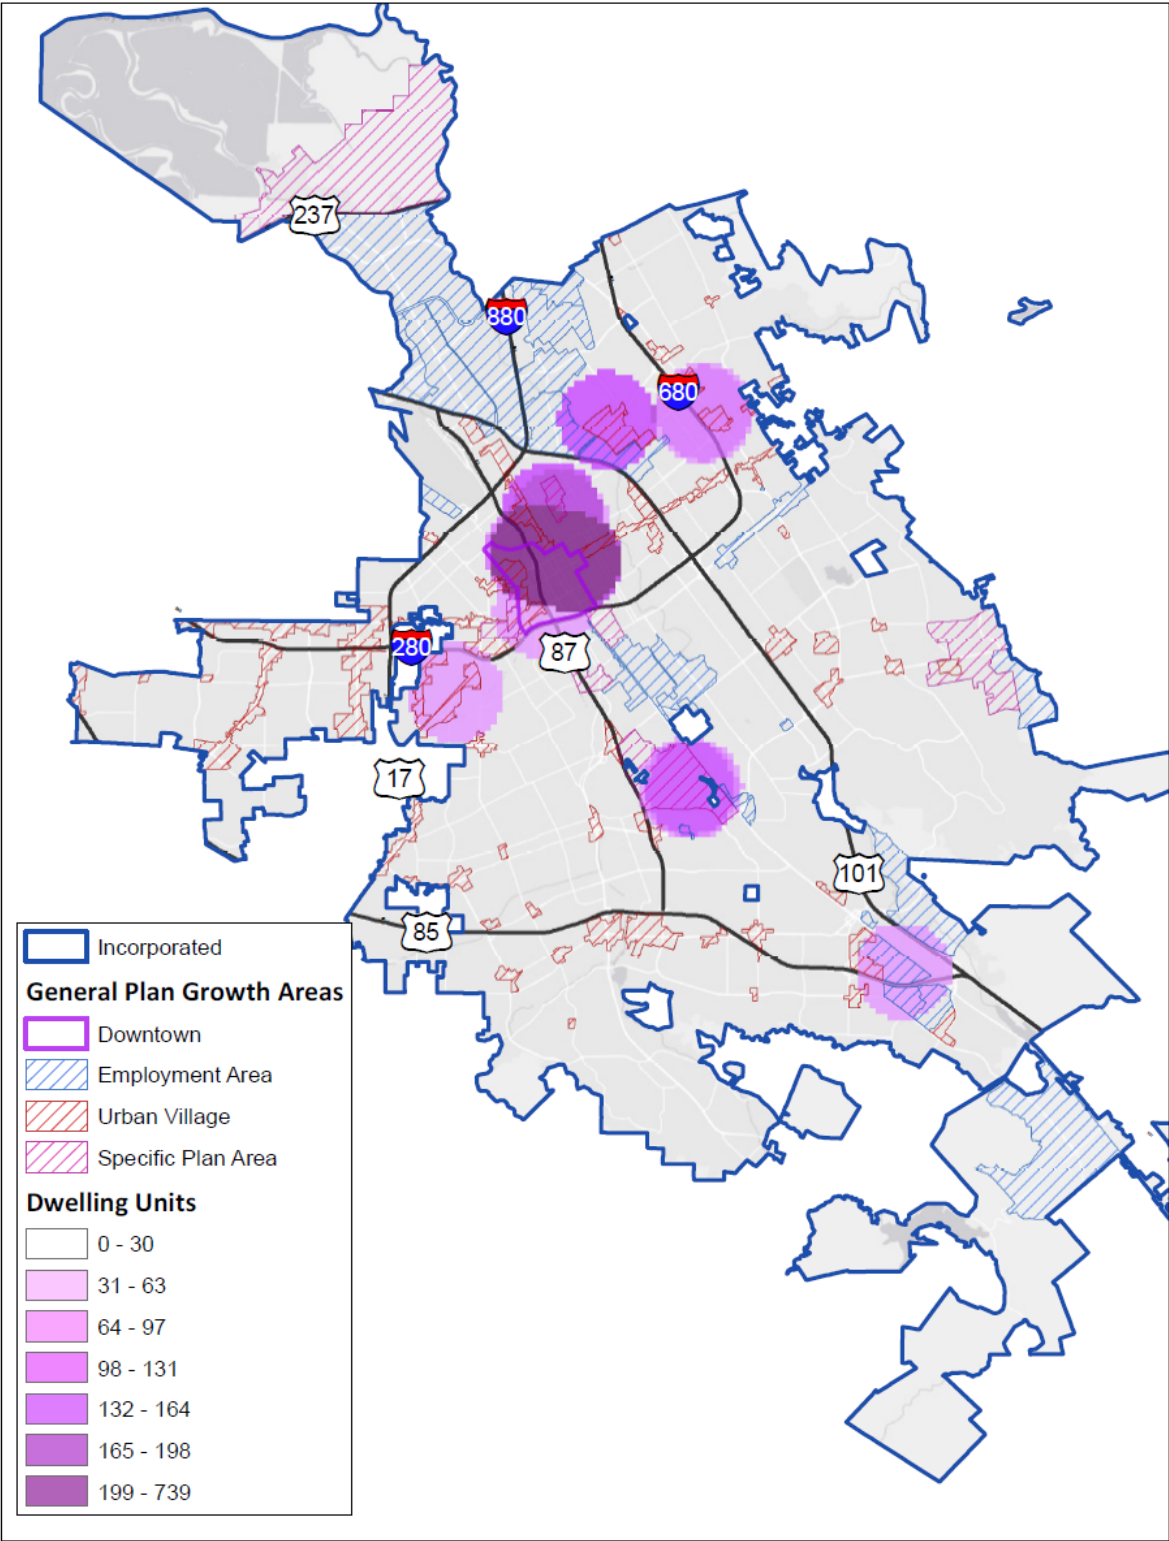 237
880
680
280
87
17
101
85
Incorporated
General Plan Growth Areas
Downtown
Employment Area
Urban Village
Specific Plan Area
Dwelling Units
0 - 30
31 - 63
64 - 97
98 - 131
132 - 164
165 - 198
199 - 739